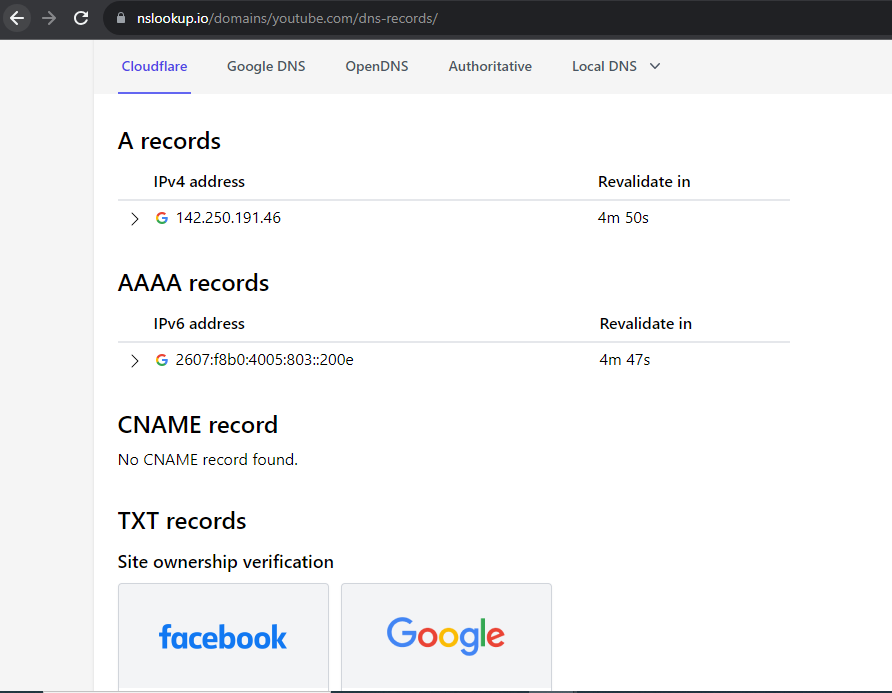 nslookup.io/domains/youtube.com/dns-records/
Cloudflare Google DNS OpenDNS Authoritative Local DNS
A records
IPv4 address Revalidate in
142.250.191.46 4m 50s
AAAA records
IPv6 address Revalidate in
2607:f8b0:4005:803::200e 4m 47s
CNAME record
No CNAME record found.
TXT records
Site ownership verification
facebook Google